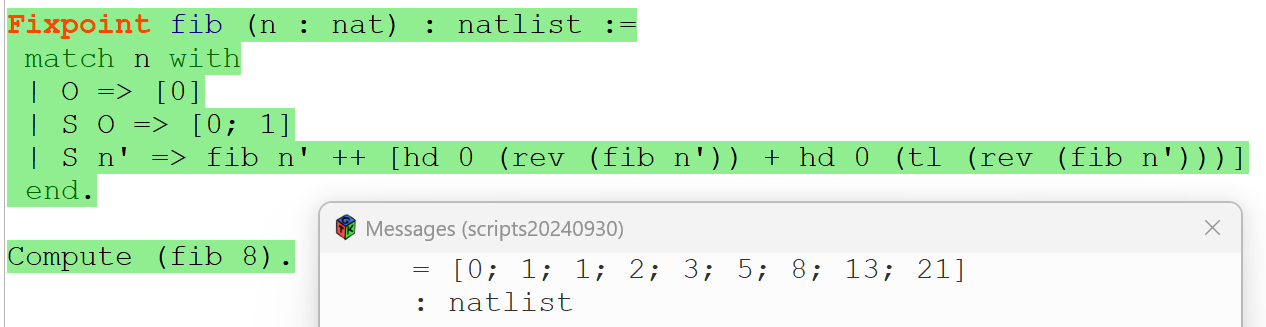 Fixpoint fib (n : nat) : natlist :=
match n with
| O => [0]
| S O => [0; 1]
| S n' => fib n' ++ [hd 0 (rev (fib n')) + hd 0 (tl (rev (fib n')))]
end.
Compute (fib 8).
Messages (scripts20240930)
= [0; 1; 1; 2; 3; 5; 8; 13; 21]
: natlist